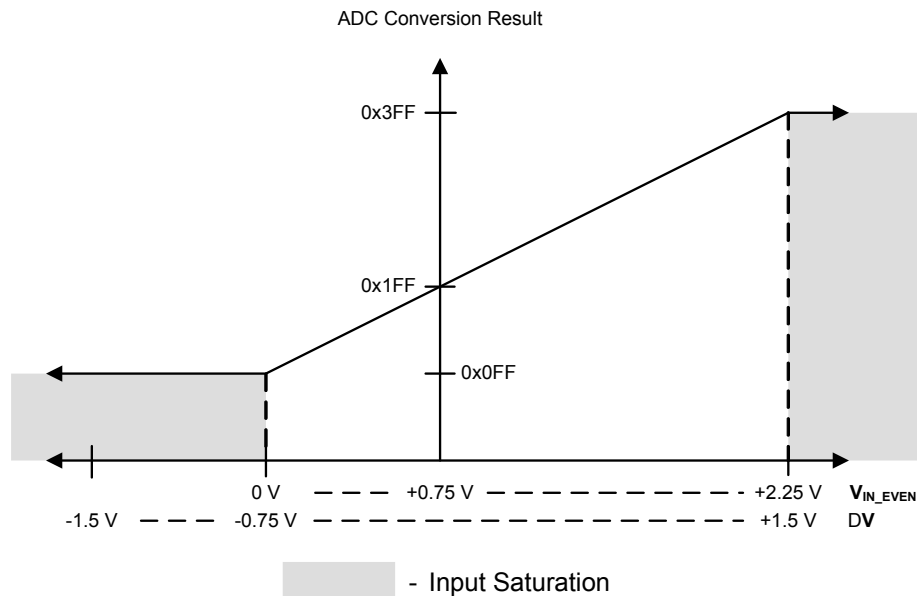 ADC Conversion Result
0x3FF
0x1FF
0x0FF
0 V +0.75 V +2.25 V V_IN_EVEN
-1.5 V -0.75 V +1.5 V DV
- Input Saturation